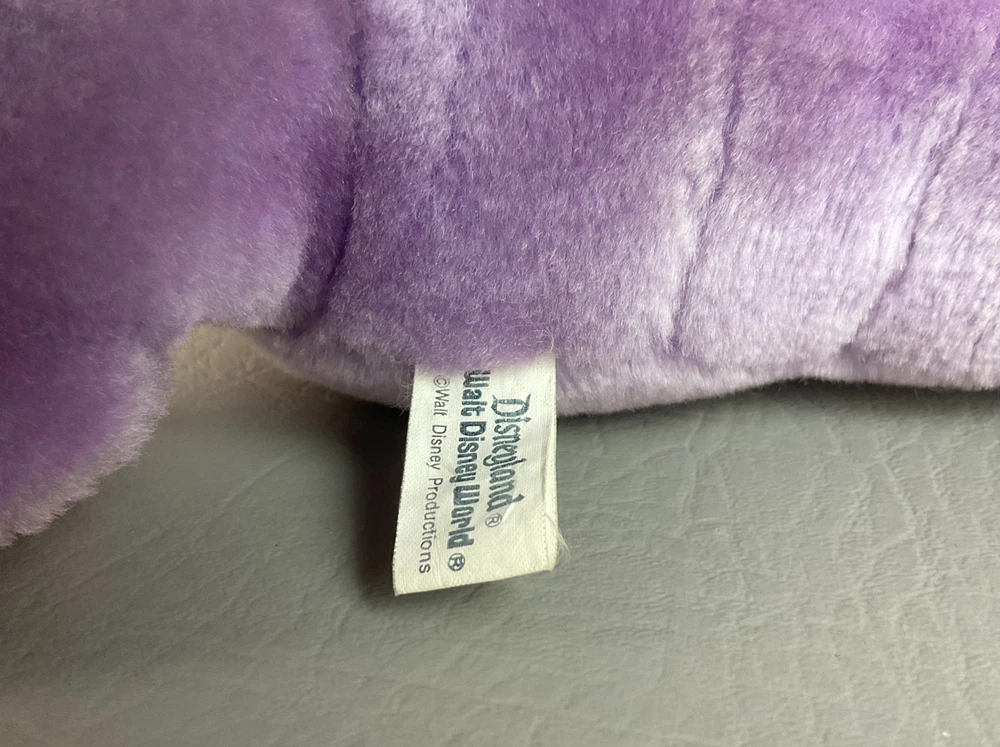 Disneyland ®
Walt Disney World ®
©Walt Disney Productions